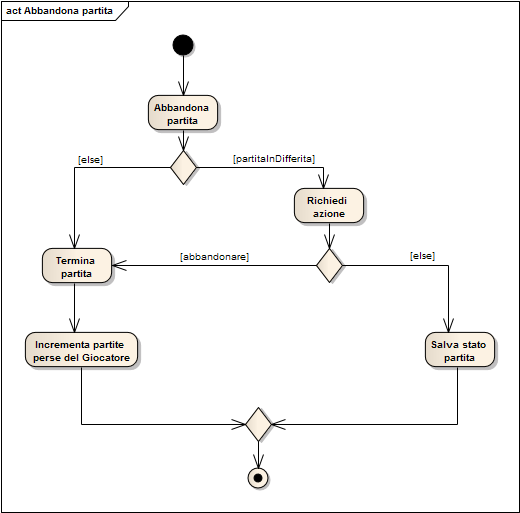 act Abbandona partita
Abbandona
partita
[else]
[partitaInDifferita]
Richiedi
azione
Termina
partita
[abbandonare]
[else]
Incrementa partite
perse del Giocatore
Salva stato
partita